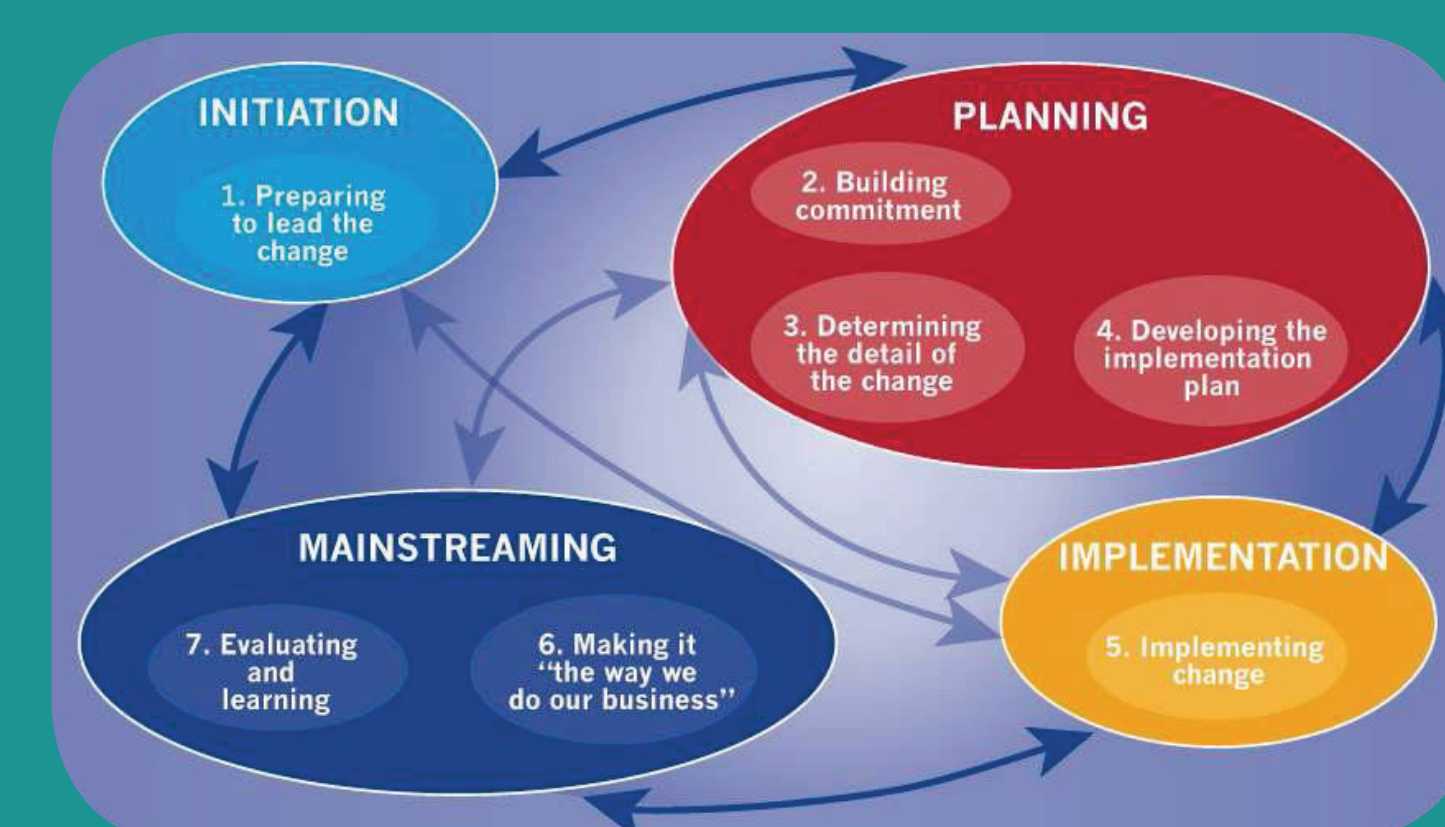 INITIATION
1. Preparing
to lead the
change
PLANNING
2. Building
commitment
3. Determining
the detail of
the change
4. Developing the
implementation
plan
MAINSTREAMING
7. Evaluating
and
learning
6. Making it
“the way we
do our business”
IMPLEMENTATION
5. Implementing
change